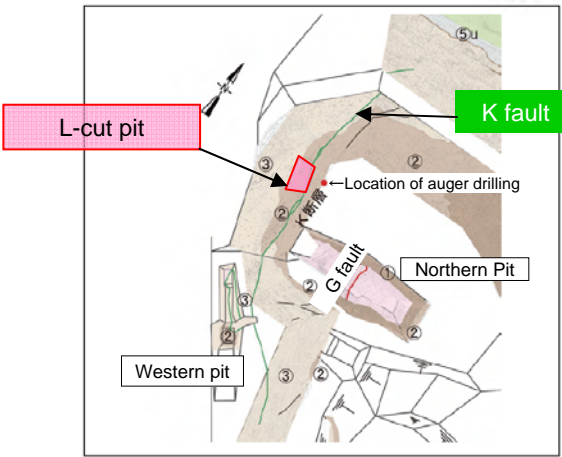 ⑤u
K fault
L-cut pit
③
②
←Location of auger drilling
②
K断層
G fault
①
Northern Pit
②
③
②
②
Western pit
③
②